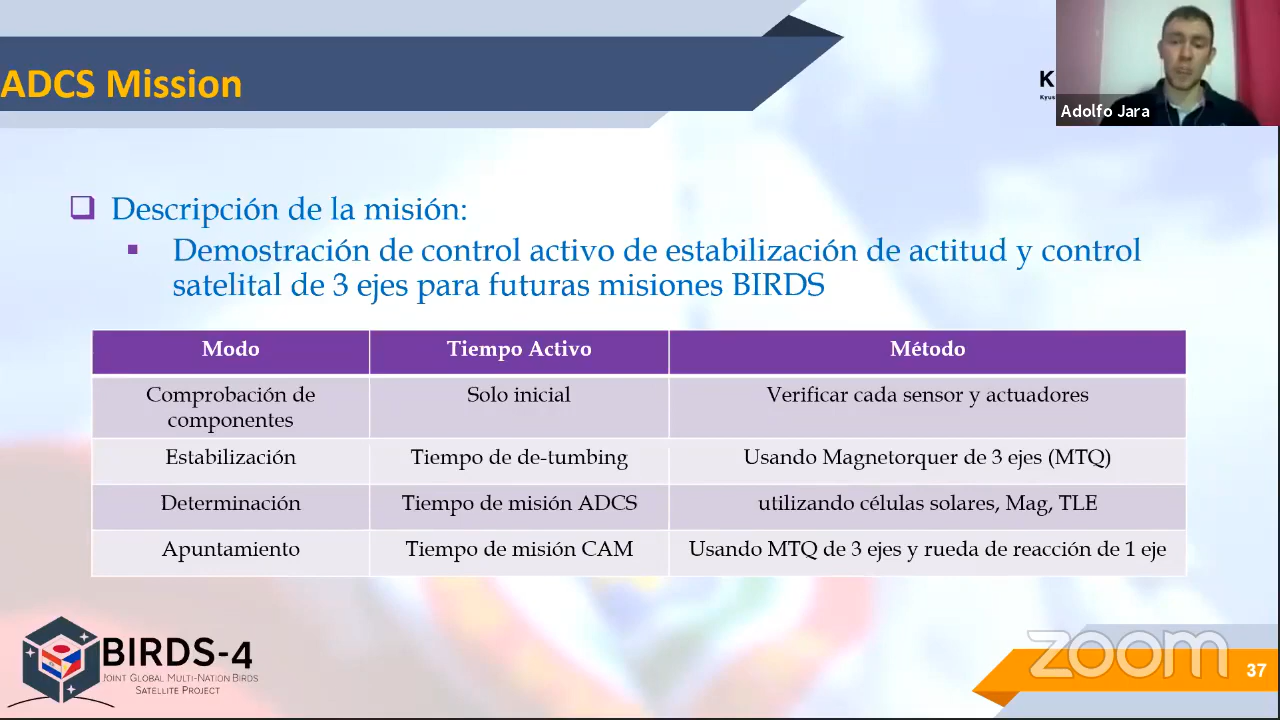 ADCS Mission
K
Kyus
Adolfo Jara
Descripción de la misión:
Demostración de control activo de estabilización de actitud y control
satelital de 3 ejes para futuras misiones BIRDS
Modo Tiempo Activo Método
Comprobación de componentes Solo inicial Verificar cada sensor y actuadores
Estabilización Tiempo de de-tumbing Usando Magnetorquer de 3 ejes (MTQ)
Determinación Tiempo de misión ADCS utilizando células solares, Mag, TLE
Apuntamiento Tiempo de misión CAM Usando MTQ de 3 ejes y rueda de reacción de 1 eje
BIRDS-4
Joint Global Multi-Nation Birds
Satellite Project
zoom
37